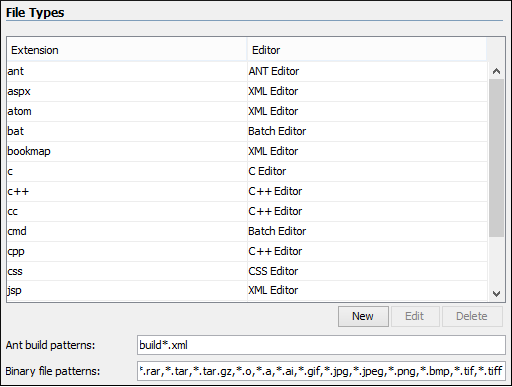 File Types
Extension Editor
ant ANT Editor
aspx XML Editor
atom XML Editor
bat Batch Editor
bookmap XML Editor
c C Editor
c++ C++ Editor
cc C++ Editor
cmd Batch Editor
cpp C++ Editor
css CSS Editor
jsp XML Editor
New Edit Delete
Ant build patterns: build*.xml
Binary file patterns: *.rar,*.tar,*.tar.gz,*.o,*.a,*.ai,*.gif,*.jpg,*.jpeg,*.png,*.bmp,*.tif,*.tiff